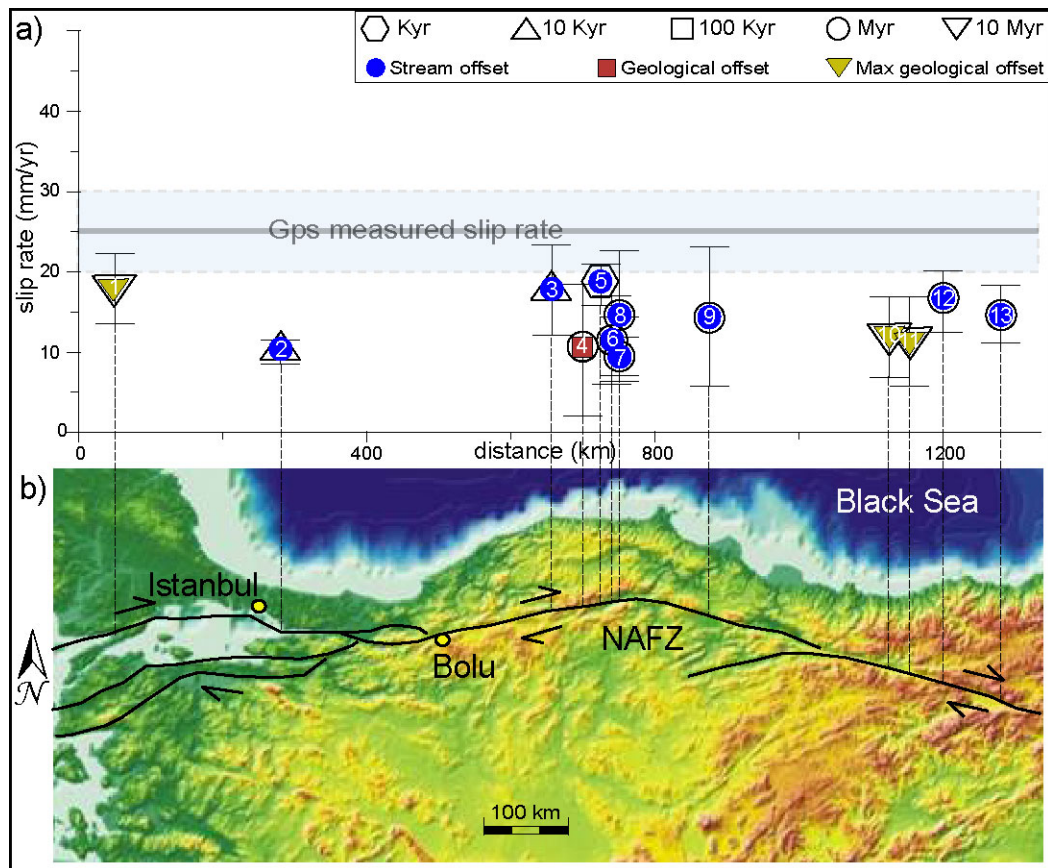 a)
Kyr 10 Kyr 100 Kyr Myr 10 Myr
Stream offset Geological offset Max geological offset
slip rate (mm/yr)
50
40
30
20
10
0
Gps measured slip rate
1 2 3 4 5 6 7 8 9 10 11 12 13
0 400 distance (km) 800 1200
b)
Black Sea
Istanbul
NAFZ
Bolu
N
100 km